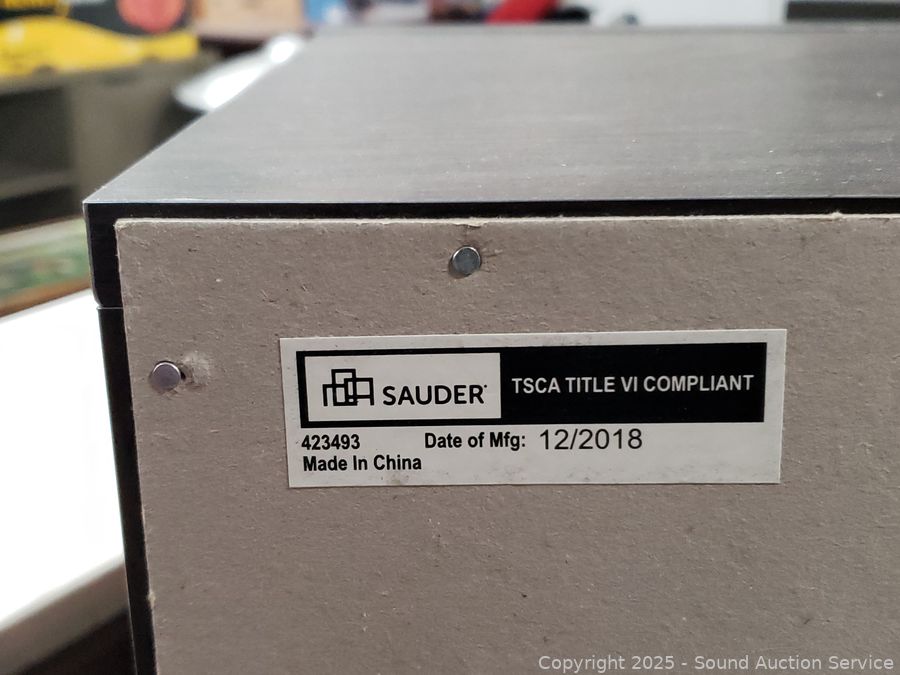 SAUDER
TSCA TITLE VI COMPLIANT
423493 Date of Mfg: 12/2018
Made In China
Copyright 2025 - Sound Auction Service